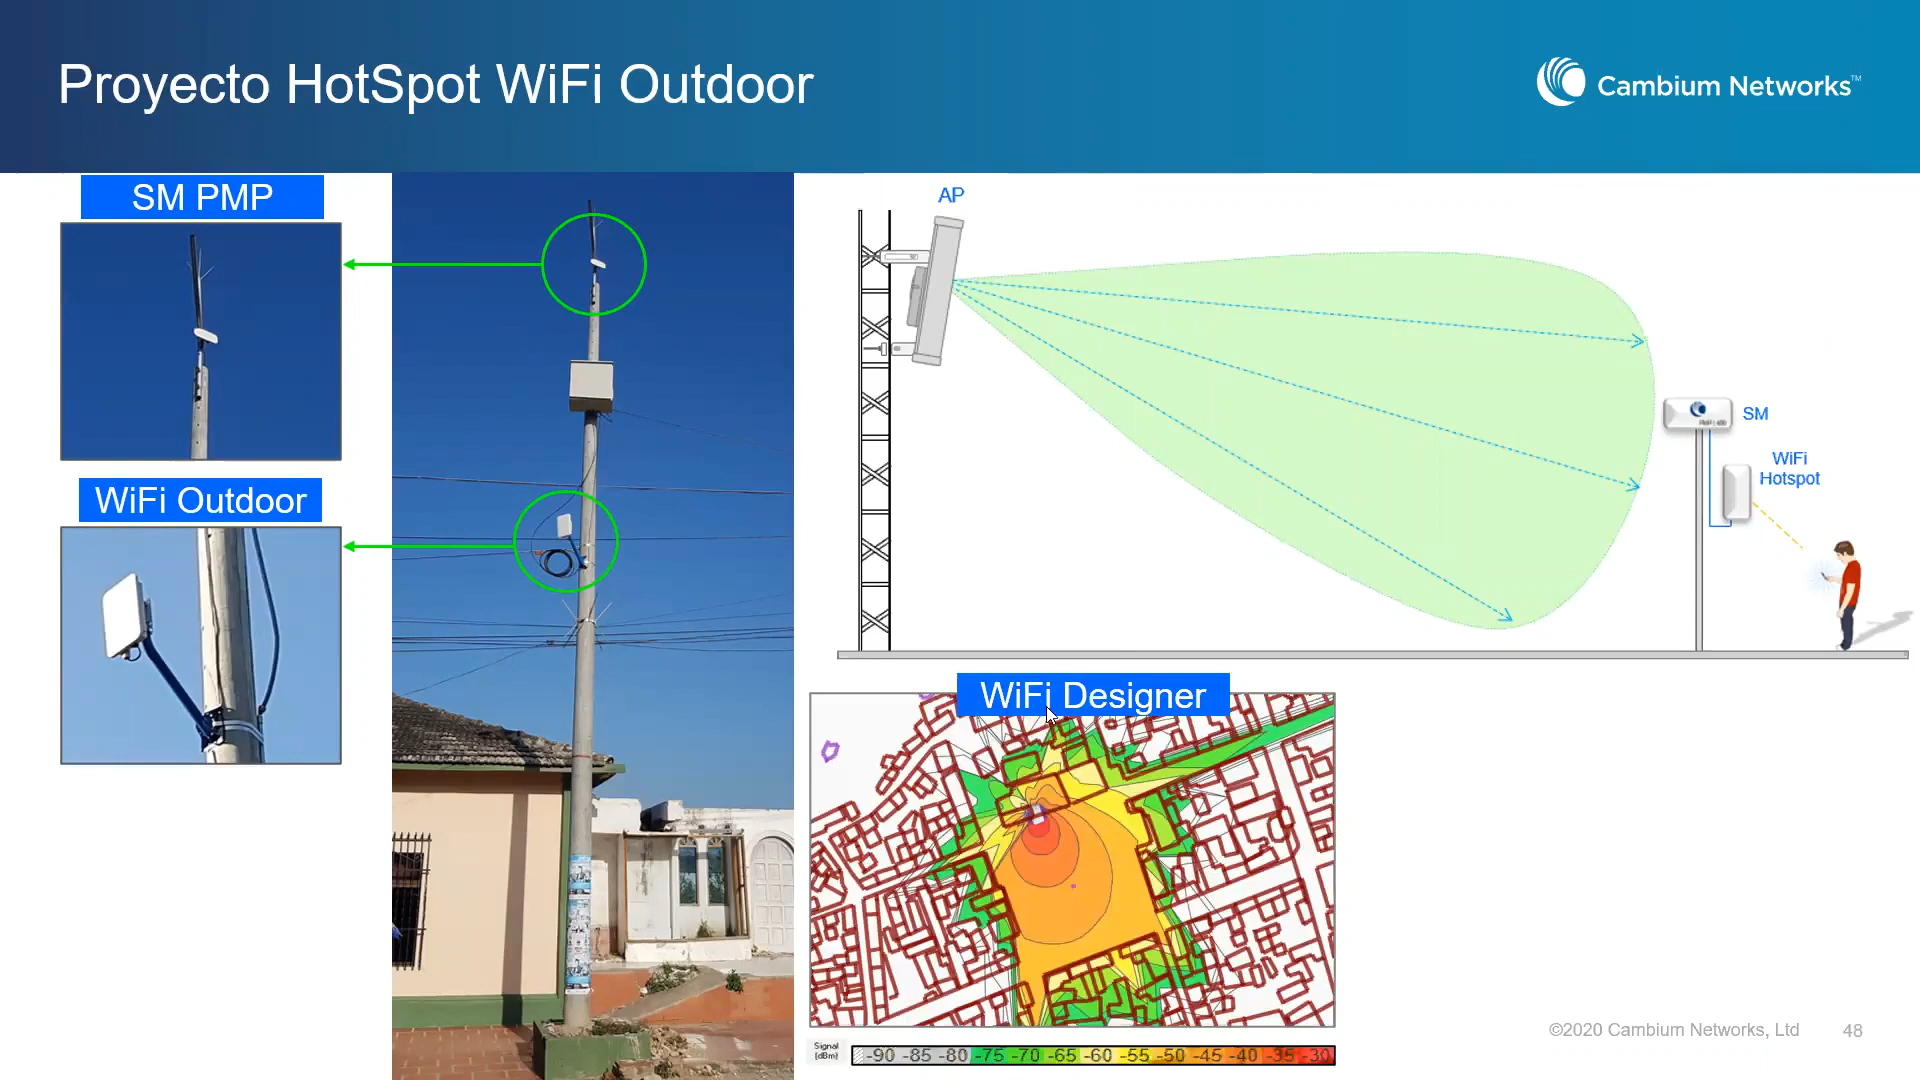 Proyecto HotSpot WiFi Outdoor
Cambium Networks™
SM PMP
WiFi Outdoor
AP
SM
WiFi
Hotspot
WiFi Designer
Signal
[dBm]
-90 -85 -80 -75 -70 -65 -60 -55 -50 -45 -40 -35 -30
©2020 Cambium Networks, Ltd
48